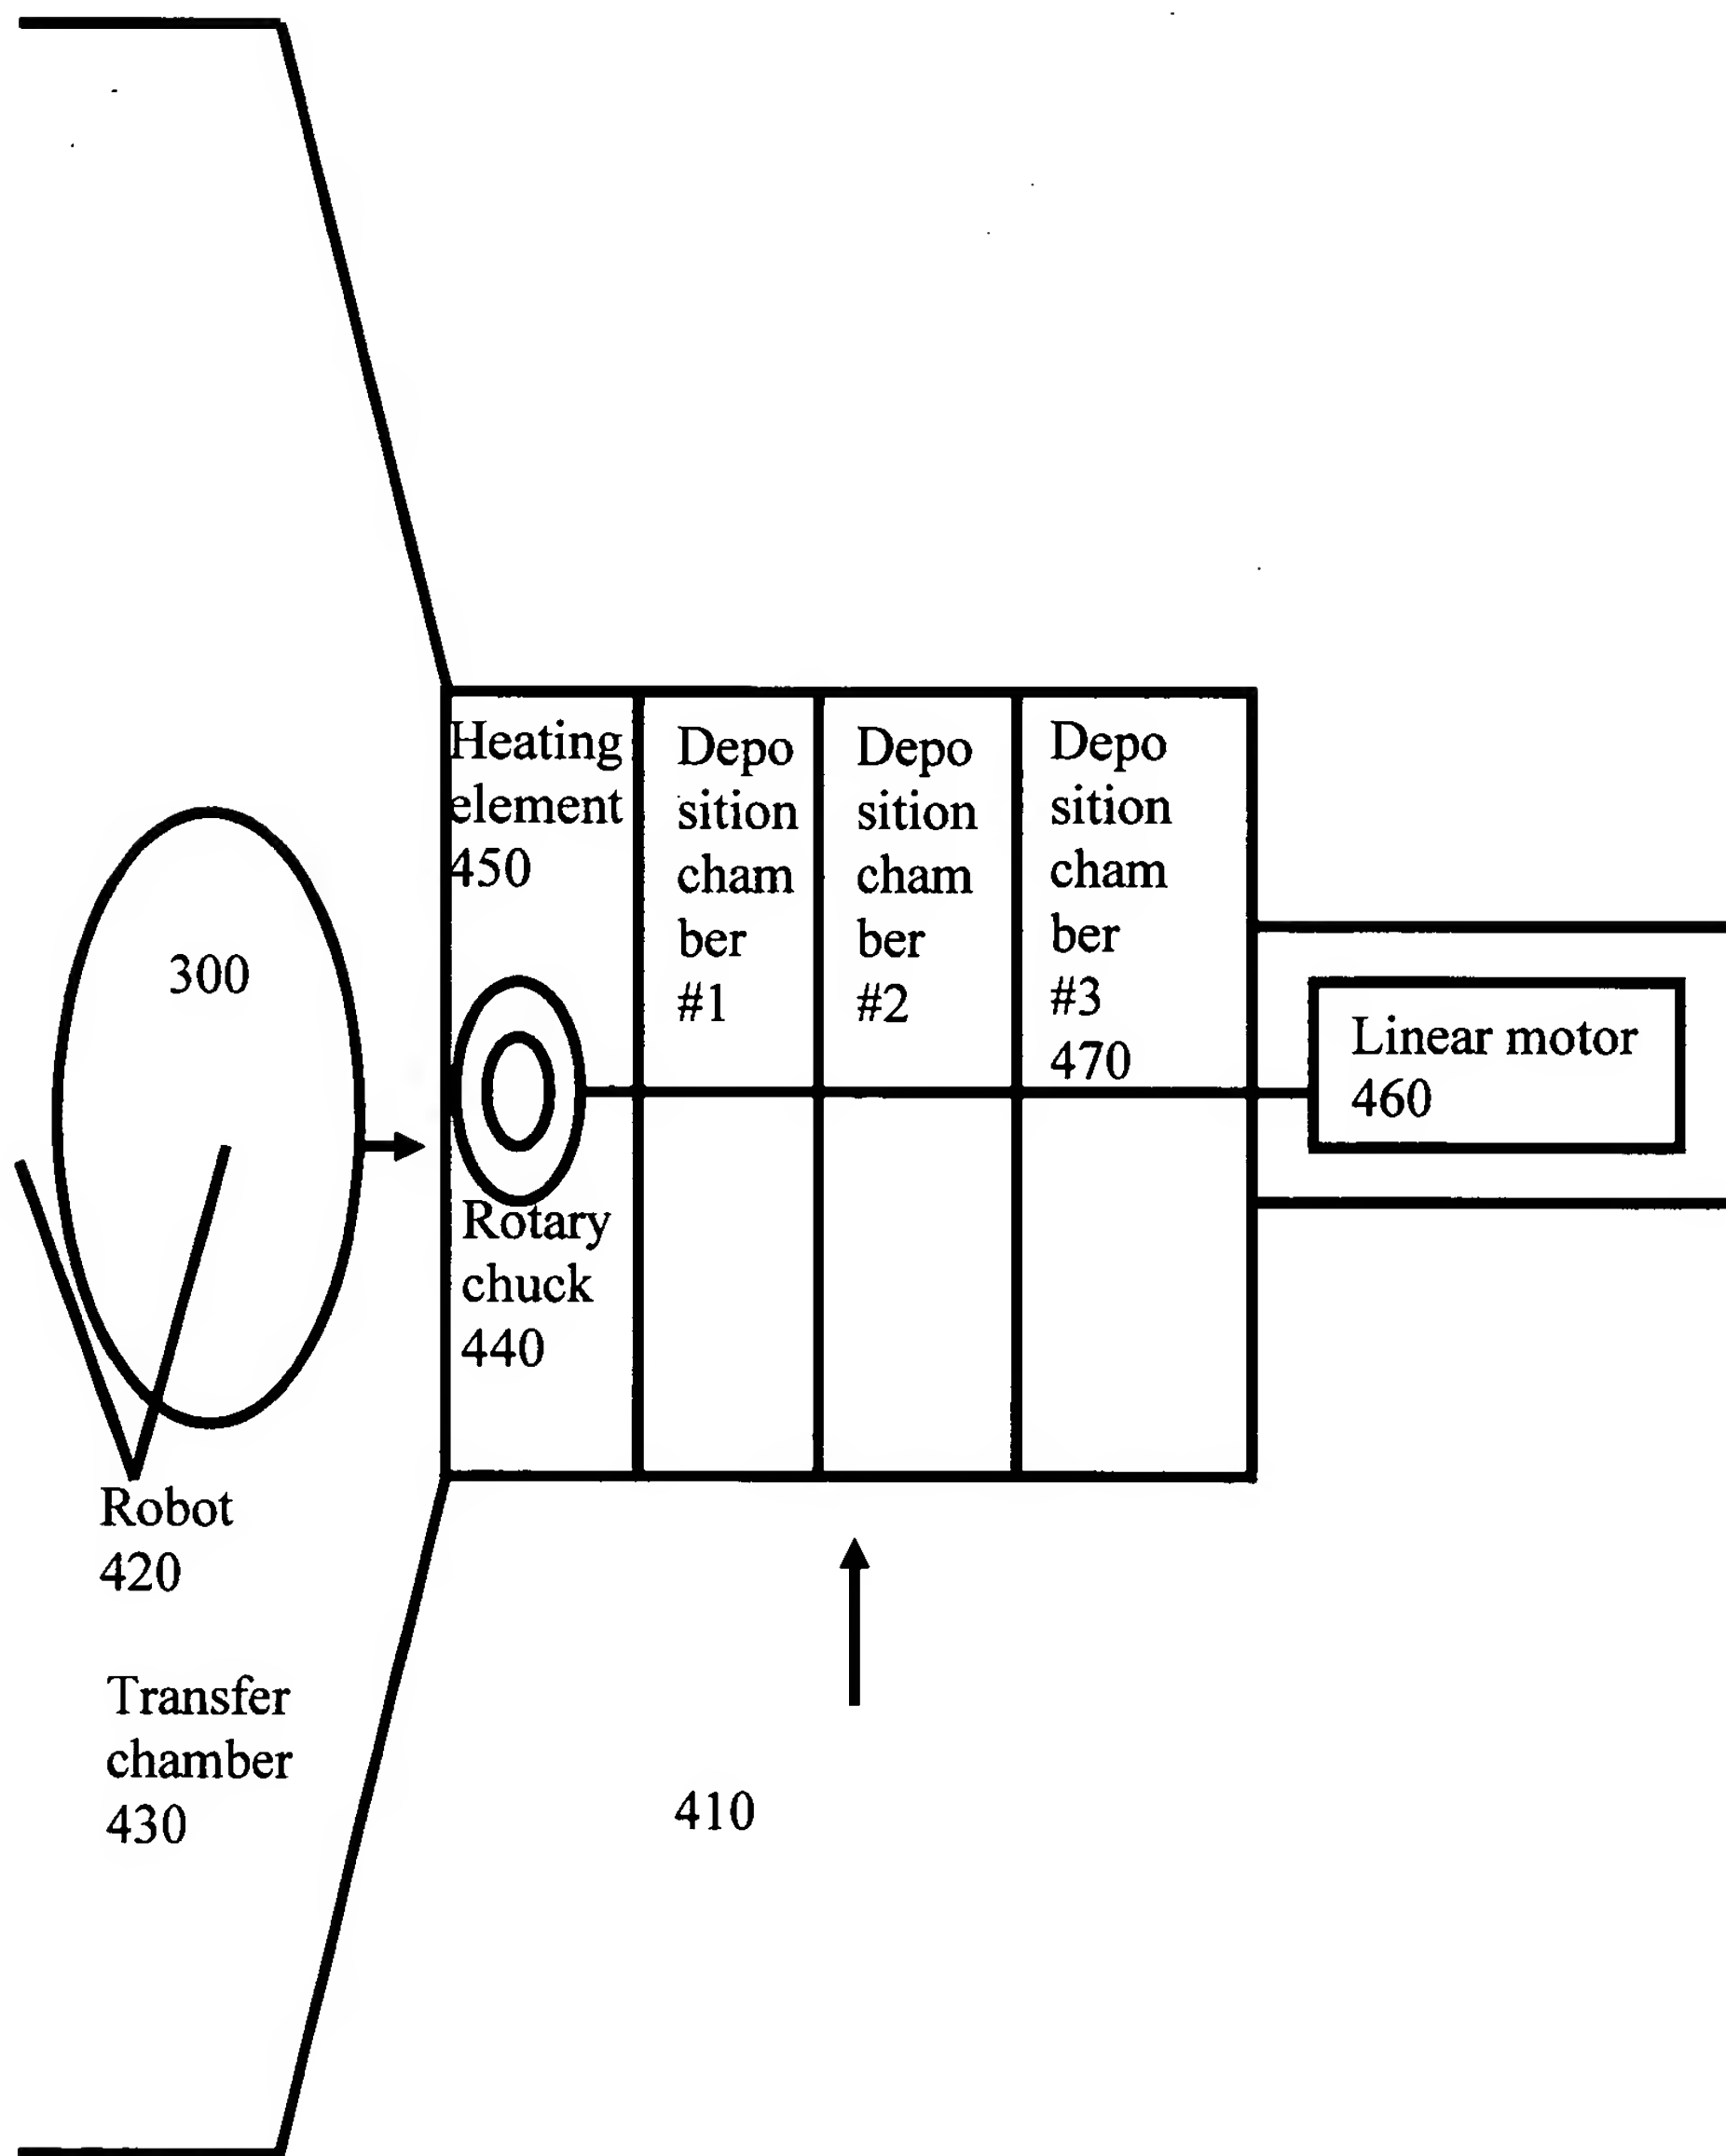 Heating
element
450
Depo
sition
cham
ber
#1
Depo
sition
cham
ber
#2
Depo
sition
cham
ber
#3
470
300
Linear motor
460
Rotary
chuck
440
Robot
420
Transfer
chamber
430
410